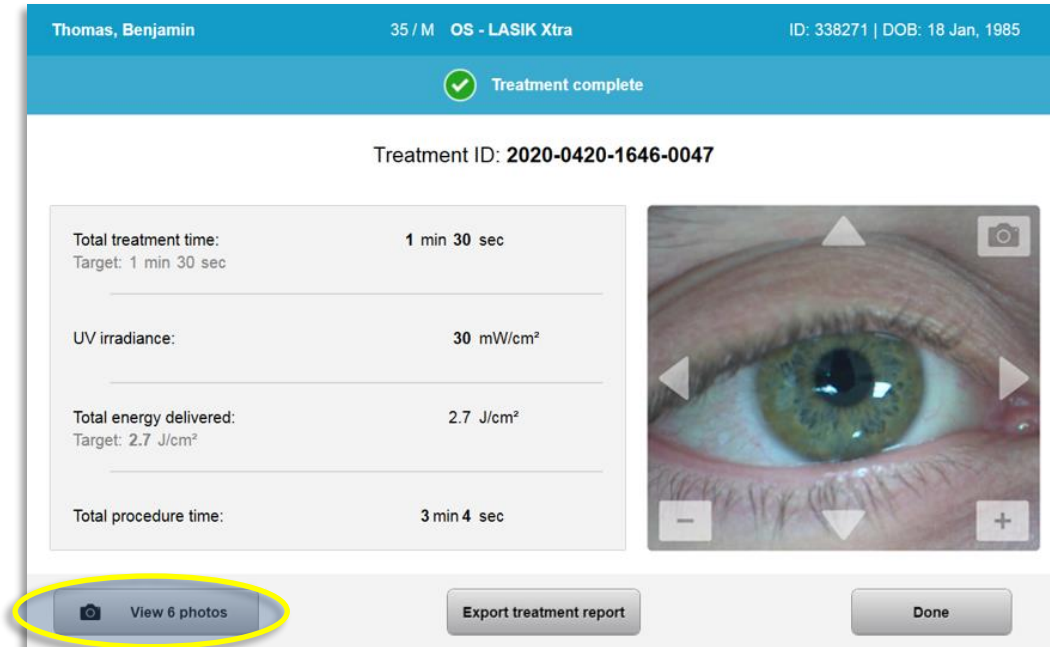 Thomas, Benjamin 35 / M OS - LASIK Xtra ID: 338271 | DOB: 18 Jan, 1985
Treatment complete
Treatment ID: 2020-0420-1646-0047
Total treatment time: 1 min 30 sec
Target: 1 min 30 sec
UV irradiance: 30 mW/cm²
Total energy delivered: 2.7 J/cm²
Target: 2.7 J/cm²
Total procedure time: 3 min 4 sec
View 6 photos Export treatment report Done